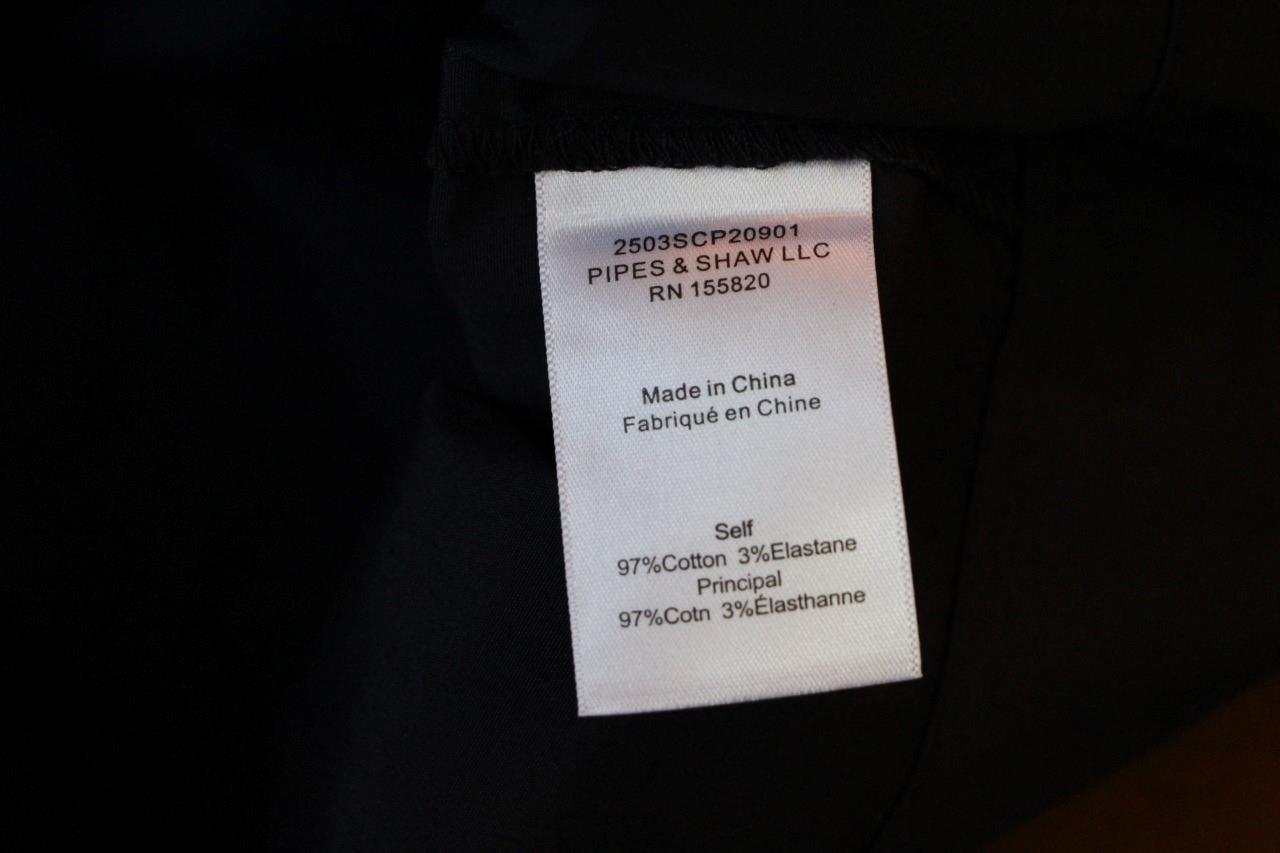 2503SCP20901
PIPES & SHAW LLC
RN 155820
Made in China
Fabriqué en Chine
Self
97%Cotton 3%Elastane
Principal
97%Cotn 3%Élasthanne